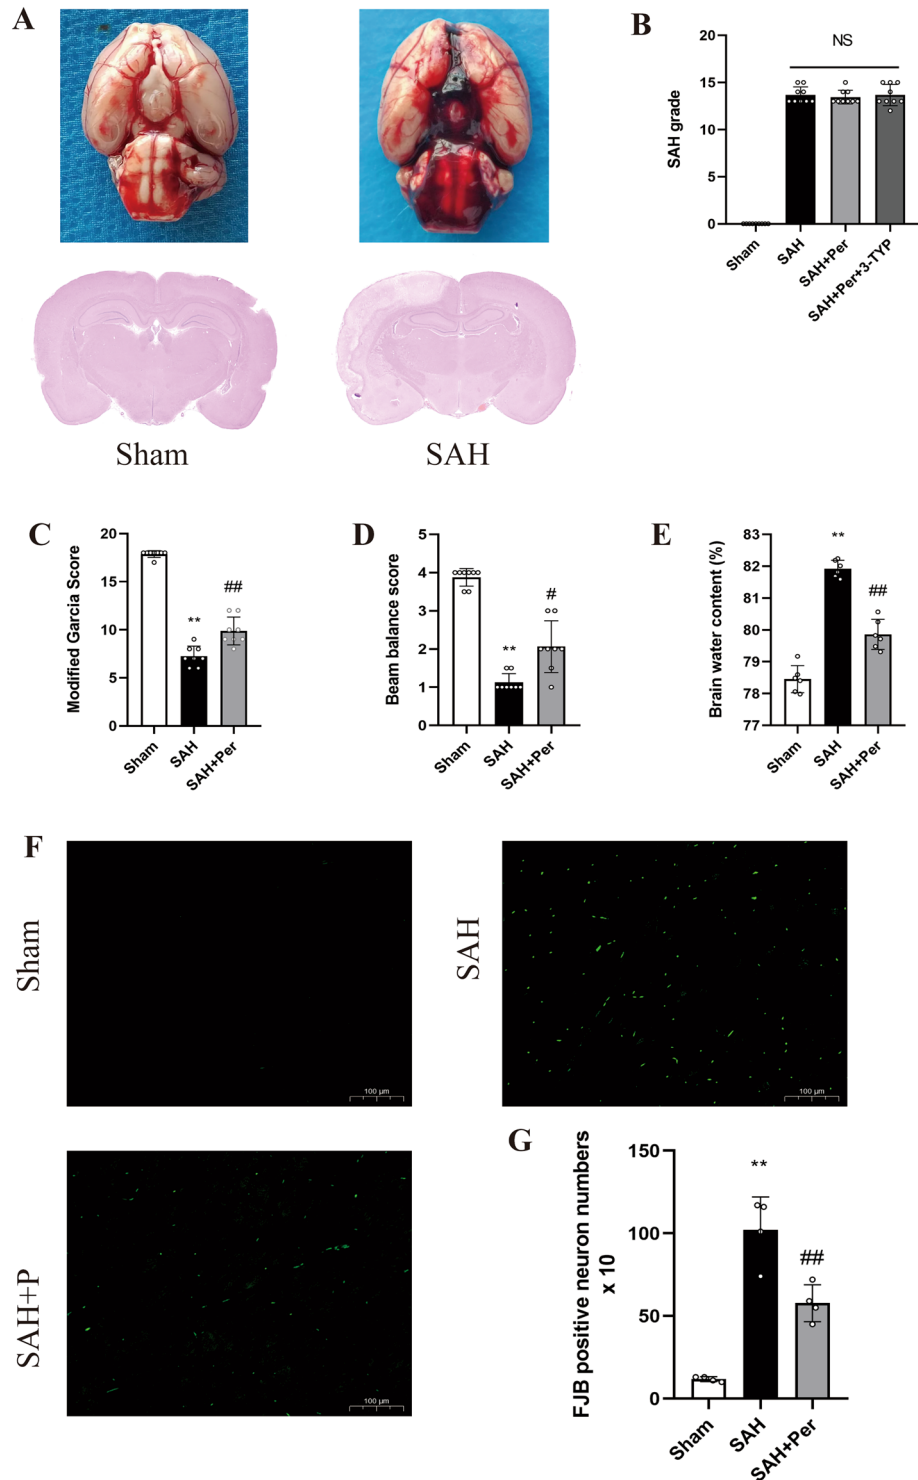 A
Sham
SAH
B
NS
SAH grade
20
15
10
5
0
Sham
SAH
SAH+Per
SAH+Per+3-TYP
C
Modified Garcia Score
20
15
10
5
0
**
##
Sham
SAH
SAH+Per
D
Beam balance score
5
4
3
2
1
0
**
#
Sham
SAH
SAH+Per
E
Brain water content (%)
83
82
81
80
79
78
77
**
##
Sham
SAH
SAH+Per
F
Sham
100 µm
SAH
100 µm
SAH+P
100 µm
G
FJB positive neuron numbers
x 10
150
100
50
0
**
##
Sham
SAH
SAH+Per